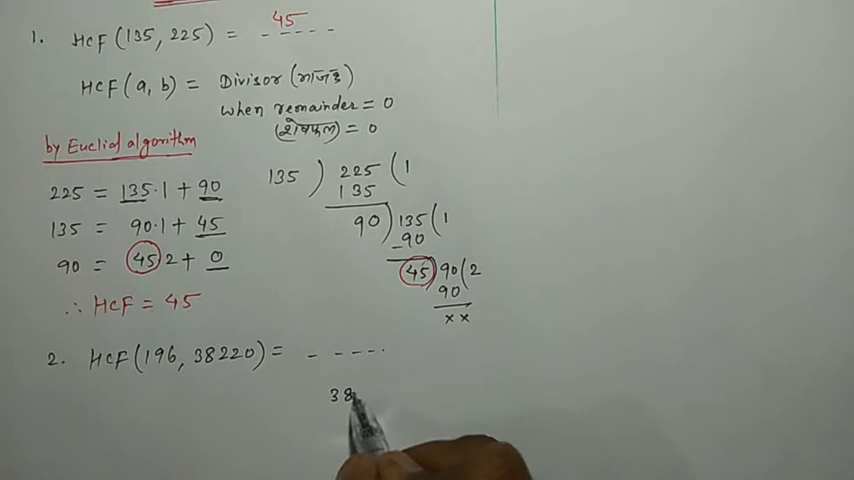 1. HCF(135, 225) = 45
HCF(a, b) = Divisor (भाजक)
when remainder = 0
(शेषफल) = 0
by Euclid algorithm
225 = 135·1 + 90
135 = 90·1 + 45
90 = 45 2 + 0
∴ HCF = 45
135 ) 225 ( 1
135
90 ) 135 ( 1
-90
45 ) 90 ( 2
90
××
2. HCF(196, 38220) = - - - - - ·
38